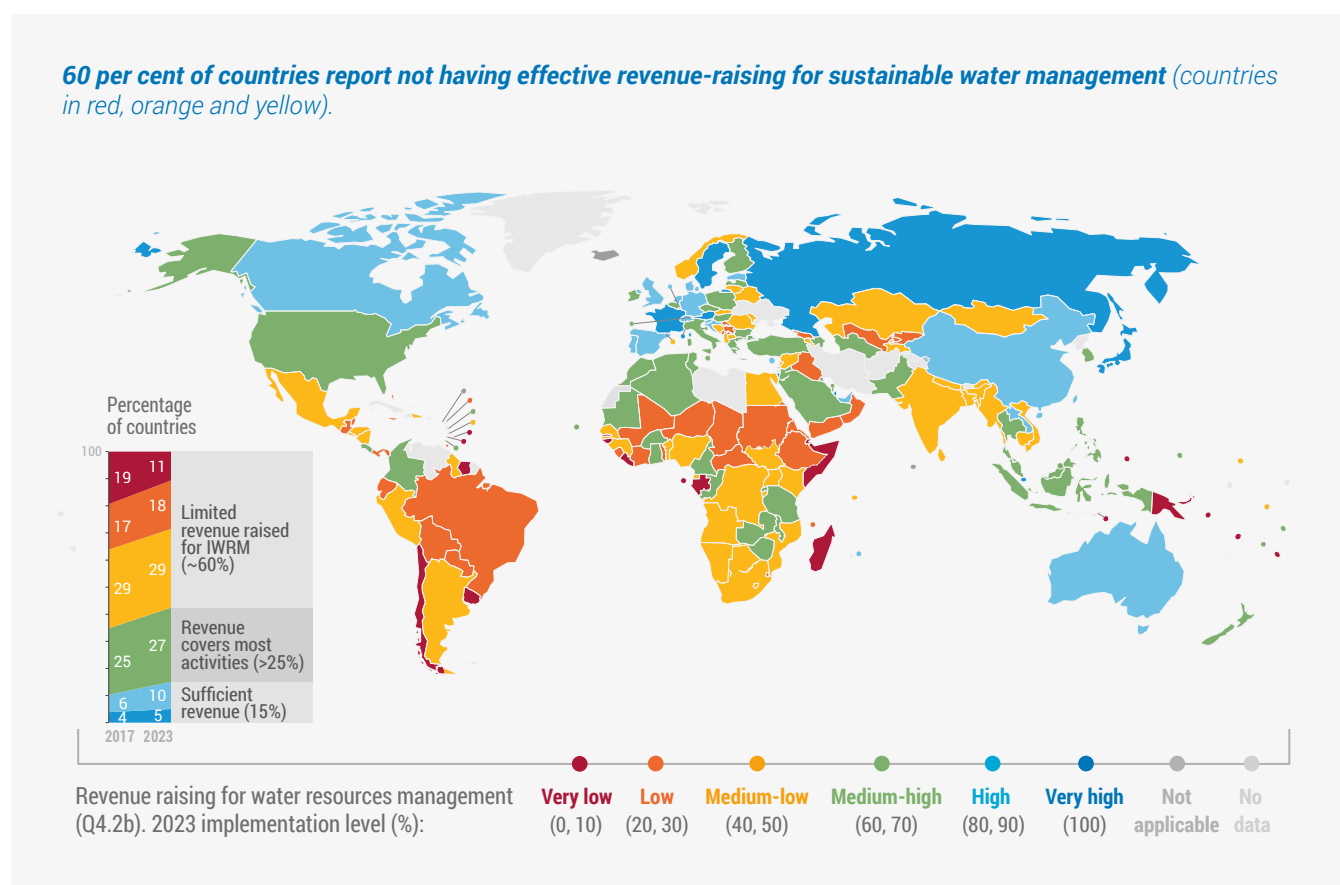 60 per cent of countries report not having effective revenue-raising for sustainable water management (countries
in red, orange and yellow).
Percentage
of countries
100
19
11
17
18
29
29
25
27
6
10
4
5
2017 2023
Limited
revenue raised
for IWRM
(~60%)
Revenue
covers most
activities (>25%)
Sufficient
revenue (15%)
Revenue raising for water resources management
(Q4.2b). 2023 implementation level (%):
Very low
(0, 10)
Low
(20, 30)
Medium-low
(40, 50)
Medium-high
(60, 70)
High
(80, 90)
Very high
(100)
Not
applicable
No
data